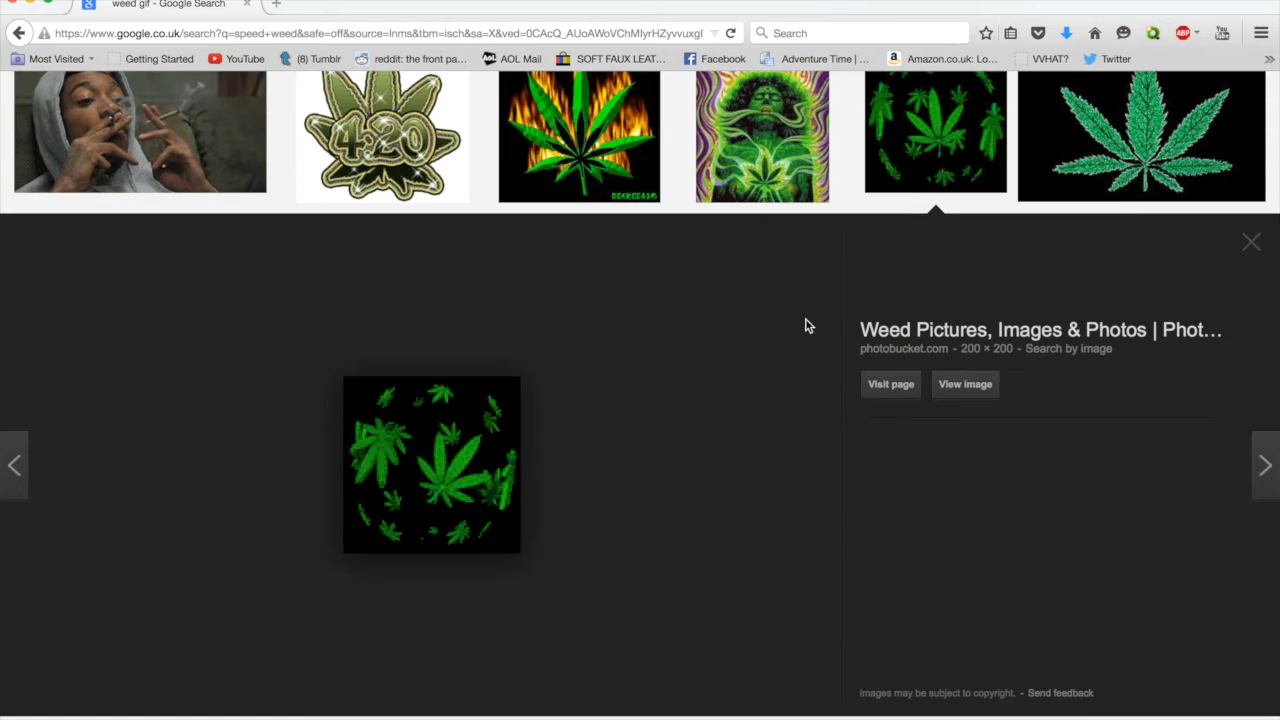 weed gif - Google Search
https://www.google.co.uk/search?q=speed+weed&safe=off&source=lnms&tbm=isch&sa=X&ved=0CAcQ_AUoAWoVChMIyrHZyvvuxgI
Search
Most Visited
Getting Started
YouTube
(8) Tumblr
reddit: the front pa...
AOL Mail
SOFT FAUX LEAT...
Facebook
Adventure Time | ...
Amazon.co.uk: Lo...
VVHAT?
Twitter
4:20
Weed Pictures, Images & Photos | Phot...
photobucket.com - 200 × 200 - Search by image
Visit page
View image
Images may be subject to copyright. - Send feedback